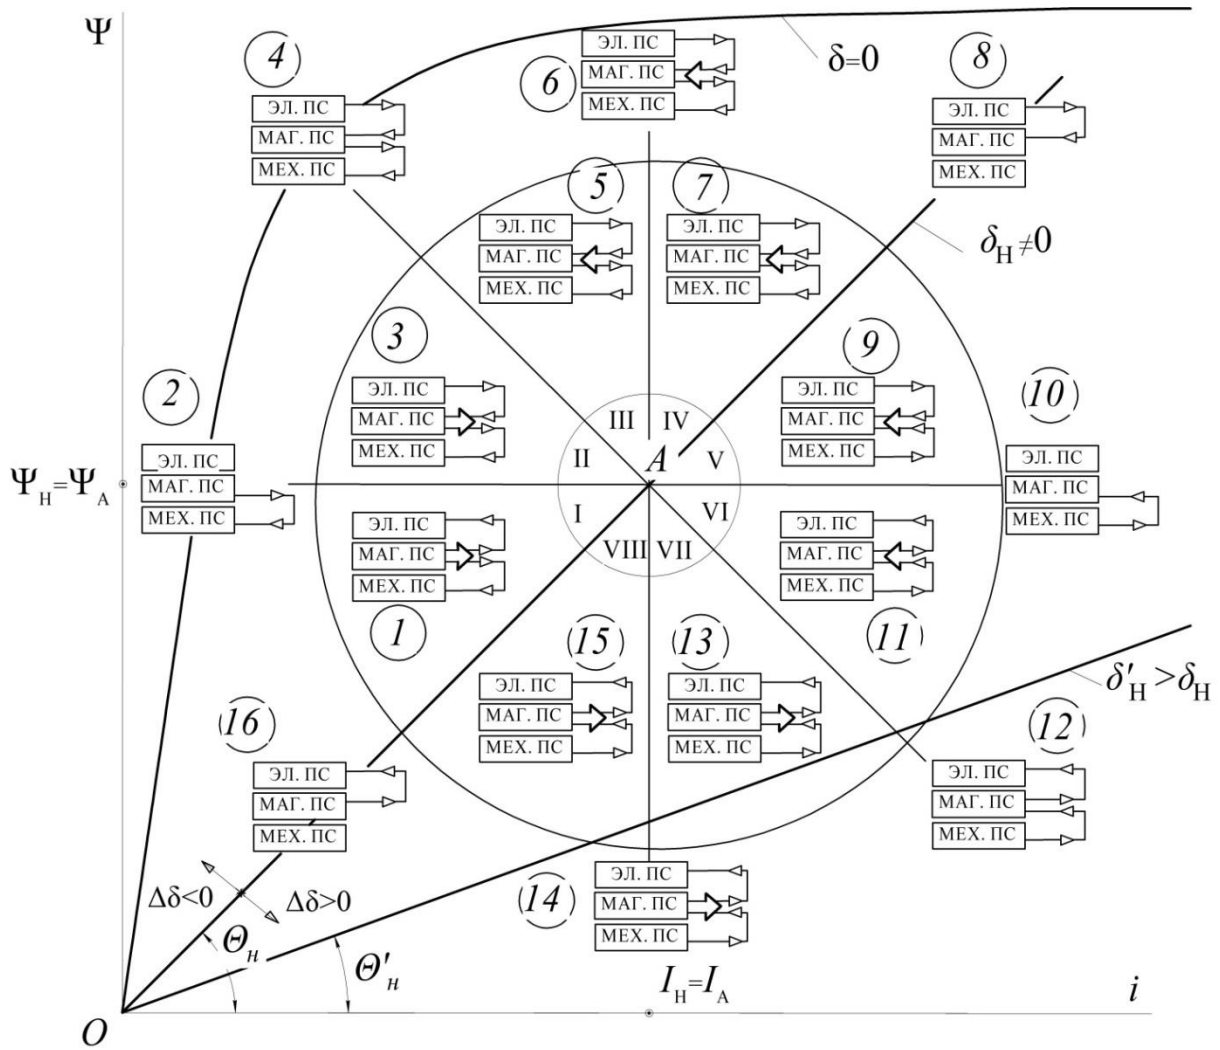 Ψ
4
6
δ=0
8
ЭЛ. ПС
МАГ. ПС
МЕХ. ПС
ЭЛ. ПС
МАГ. ПС
МЕХ. ПС
ЭЛ. ПС
МАГ. ПС
МЕХ. ПС
5
7
ЭЛ. ПС
МАГ. ПС
МЕХ. ПС
ЭЛ. ПС
МАГ. ПС
МЕХ. ПС
δН≠0
3
9
ЭЛ. ПС
МАГ. ПС
МЕХ. ПС
ЭЛ. ПС
МАГ. ПС
МЕХ. ПС
2
10
ЭЛ. ПС
МАГ. ПС
МЕХ. ПС
ЭЛ. ПС
МАГ. ПС
МЕХ. ПС
III IV
II A V
I VI
VIII VII
ΨН=ΨА
ЭЛ. ПС
МАГ. ПС
МЕХ. ПС
ЭЛ. ПС
МАГ. ПС
МЕХ. ПС
1
15
13
11
ЭЛ. ПС
МАГ. ПС
МЕХ. ПС
ЭЛ. ПС
МАГ. ПС
МЕХ. ПС
δ'Н>δН
16
12
ЭЛ. ПС
МАГ. ПС
МЕХ. ПС
ЭЛ. ПС
МАГ. ПС
МЕХ. ПС
14
ЭЛ. ПС
МАГ. ПС
МЕХ. ПС
Δδ<0
Δδ>0
Θн
Θ'н
IН=IА
i
O